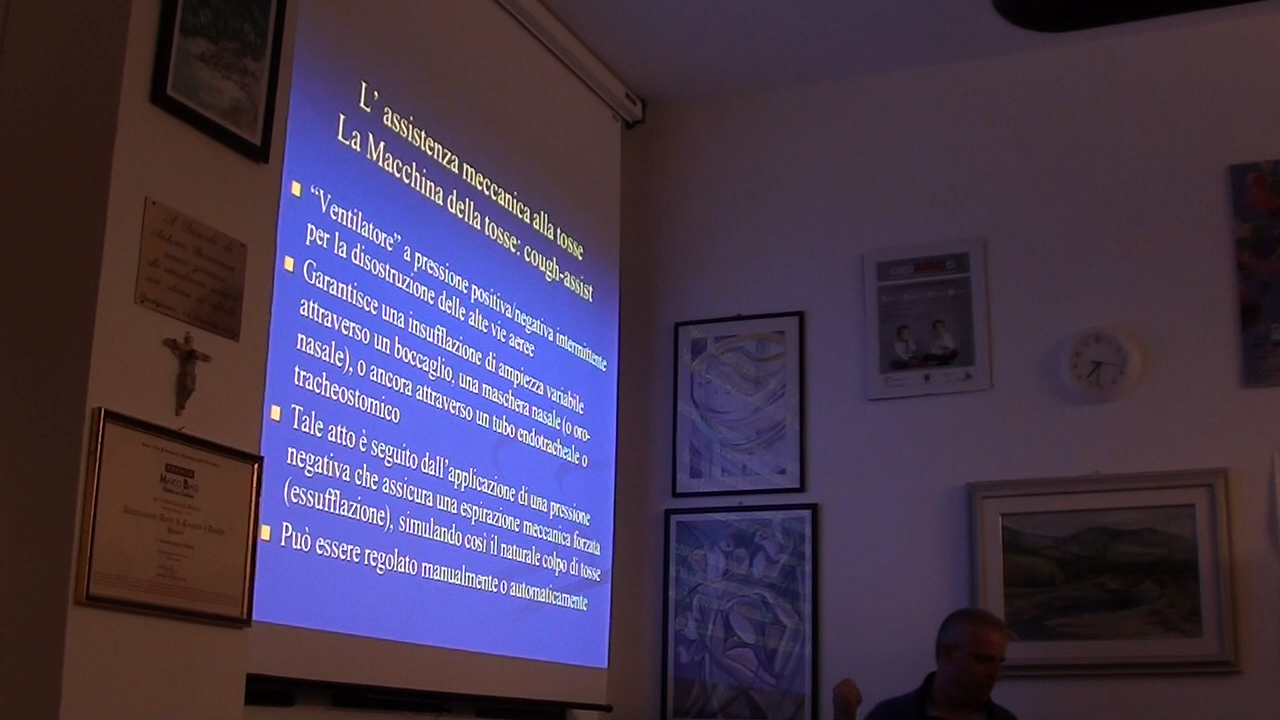 L' assistenza meccanica alla tosse
La Macchina della tosse: cough-assist
"Ventilatore" a pressione positiva/negativa intermittente
per la disostruzione delle alte vie aeree
Garantisce una insufflazione di ampiezza variabile
attraverso un boccaglio, una maschera nasale (o oro-
nasale), o ancora attraverso un tubo endotracheale o
tracheostomico
Tale atto è seguito dall'applicazione di una pressione
negativa che assicura una espirazione meccanica forzata
(essufflazione), simulando così il naturale colpo di tosse
Può essere regolato manualmente o automaticamente
PREMIO